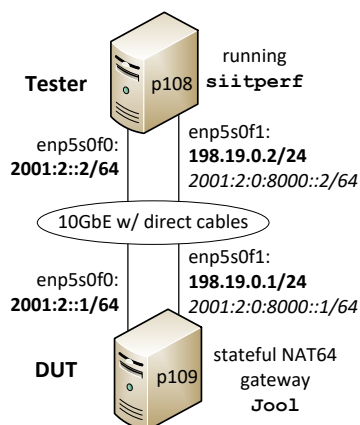 running
Tester
p108
siitperf
enp5s0f0:
2001:2::2/64
enp5s0f1:
198.19.0.2/24
2001:2:0:8000::2/64
10GbE w/ direct cables
enp5s0f0:
2001:2::1/64
enp5s0f1:
198.19.0.1/24
2001:2:0:8000::1/64
DUT
p109
stateful NAT64
gateway
Jool